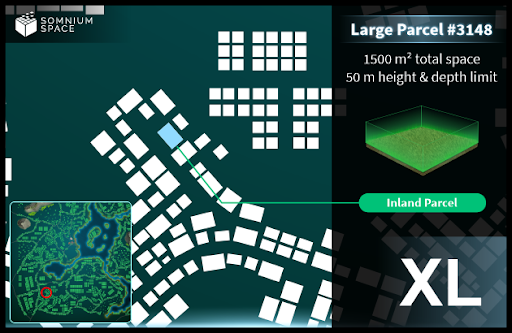 SOMNIUM
SPACE
Large Parcel #3148
1500 m² total space
50 m height & depth limit
Inland Parcel
XL